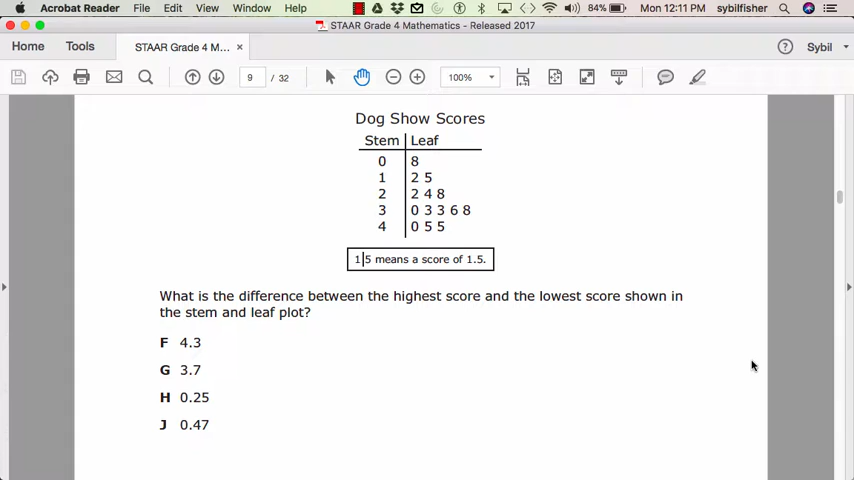 Acrobat Reader File Edit View Window Help 84% Mon 12:11 PM sybilfisher
STAAR Grade 4 Mathematics - Released 2017
Home Tools STAAR Grade 4 M... × ? Sybil
9 / 32 100%
Dog Show Scores
Stem Leaf
0 8
1 2 5
2 2 4 8
3 0 3 3 6 8
4 0 5 5
1|5 means a score of 1.5.
What is the difference between the highest score and the lowest score shown in
the stem and leaf plot?
F 4.3
G 3.7
H 0.25
J 0.47